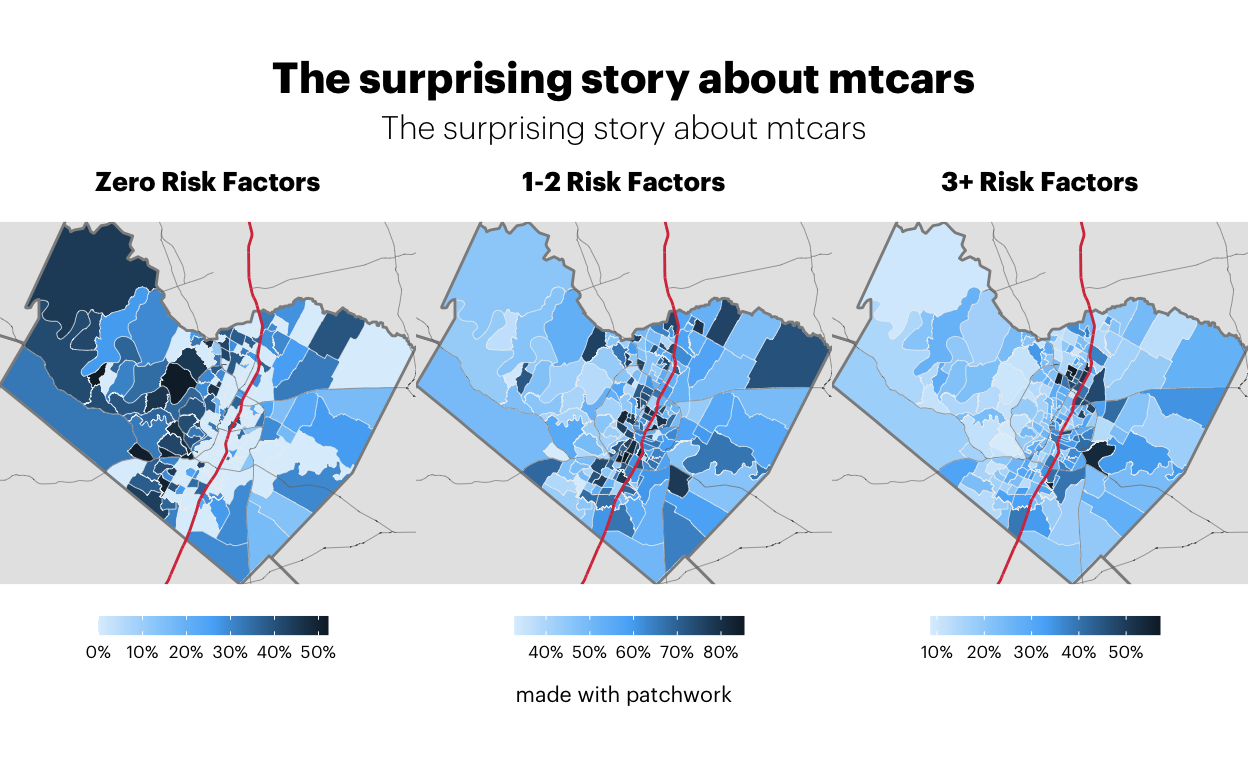 The surprising story about mtcars
The surprising story about mtcars
Zero Risk Factors
1-2 Risk Factors
3+ Risk Factors
0% 10% 20% 30% 40% 50%
40% 50% 60% 70% 80%
10% 20% 30% 40% 50%
made with patchwork